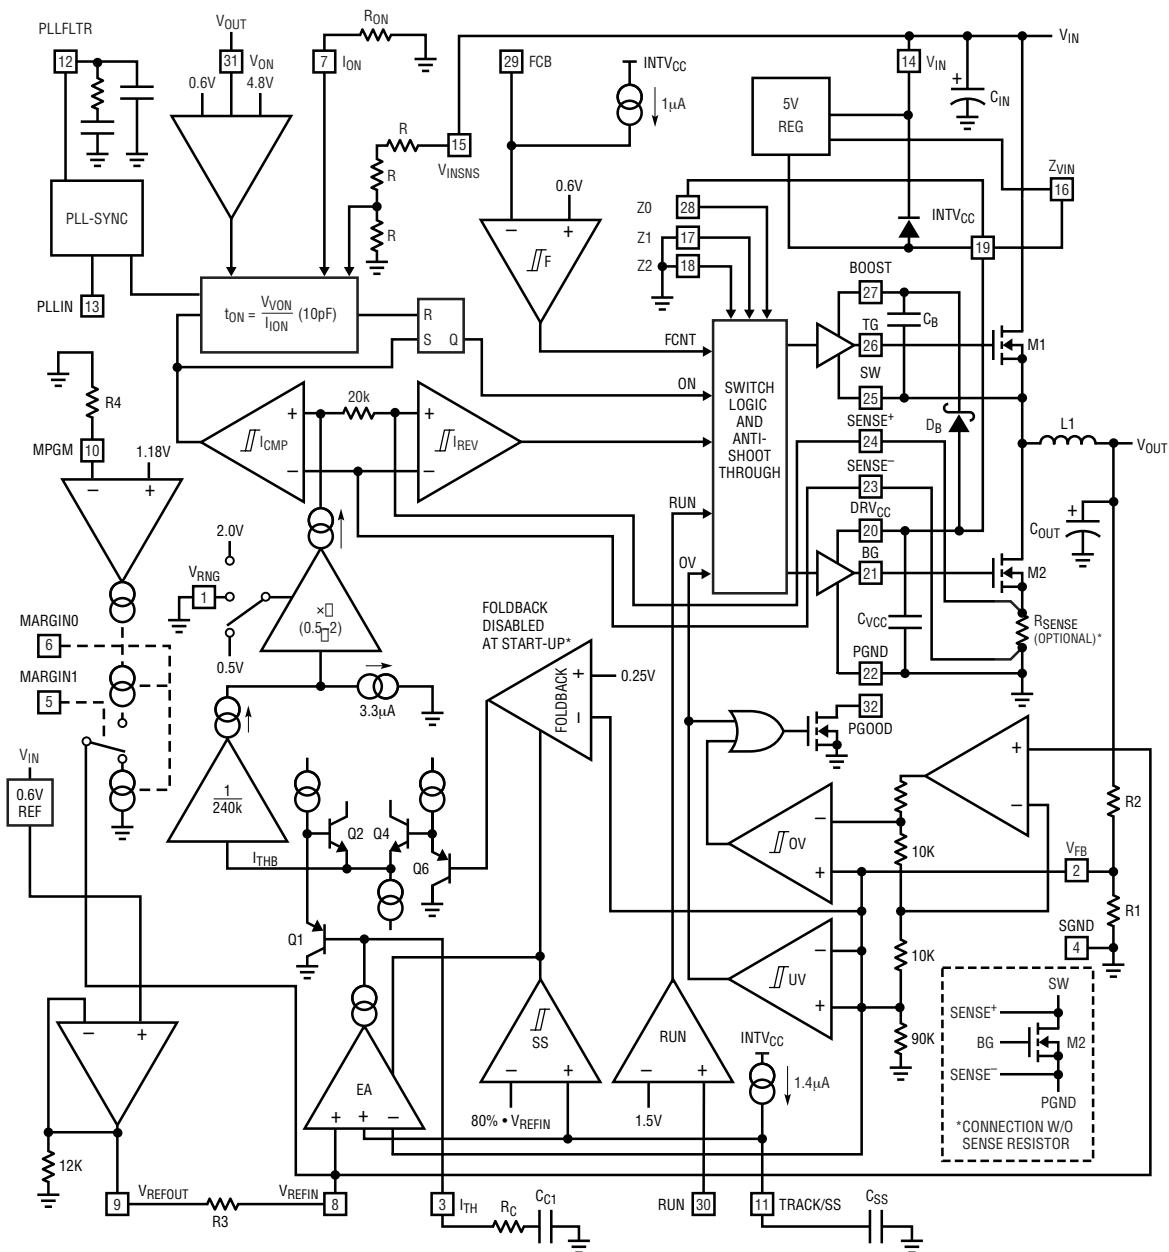 PLLFLTR
12
VOUT
31
VON
0.6V
4.8V
RON
7
ION
29
FCB
INTVCC
1µA
VIN
14
VIN
CIN
+
5V
REG
R
15
VINSNS
R
R
ZVIN
16
PLL-SYNC
PLLIN
13
0.6V
−
+
F
Z0
28
Z1
17
Z2
18
INTVCC
19
tON = VVON / IION (10pF)
R
S
Q
BOOST
27
CB
TG
26
M1
SW
25
FCNT
ON
SWITCH
LOGIC
AND
ANTI-
SHOOT
THROUGH
R4
MPGM
10
1.18V
−
+
20k
+
−
ICMP
+
−
IREV
SENSE+
24
DB
L1
VOUT
SENSE−
23
RUN
DRVCC
20
COUT
+
OV
BG
21
M2
2.0V
VRNG
1
0.5V
×
(0.5 2)
MARGIN0
6
MARGIN1
5
3.3µA
FOLDBACK
DISABLED
AT START-UP*
FOLDBACK
+
−
0.25V
CVCC
RSENSE
(OPTIONAL)*
PGND
22
32
PGOOD
VIN
0.6V
REF
1
240k
ITHB
Q2
Q4
Q6
+
−
R2
−
OV
+
10K
VFB
2
R1
SGND
4
Q1
−
UV
+
10K
90K
−
+
EA
+
+
−
SS
−
+
80% • VREFIN
RUN
−
+
1.5V
INTVCC
1.4µA
SW
SENSE+
BG
M2
SENSE−
PGND
*CONNECTION W/O
SENSE RESISTOR
12K
9
VREFOUT
R3
VREFIN
8
3
ITH
RC
CC1
RUN
30
11
TRACK/SS
CSS